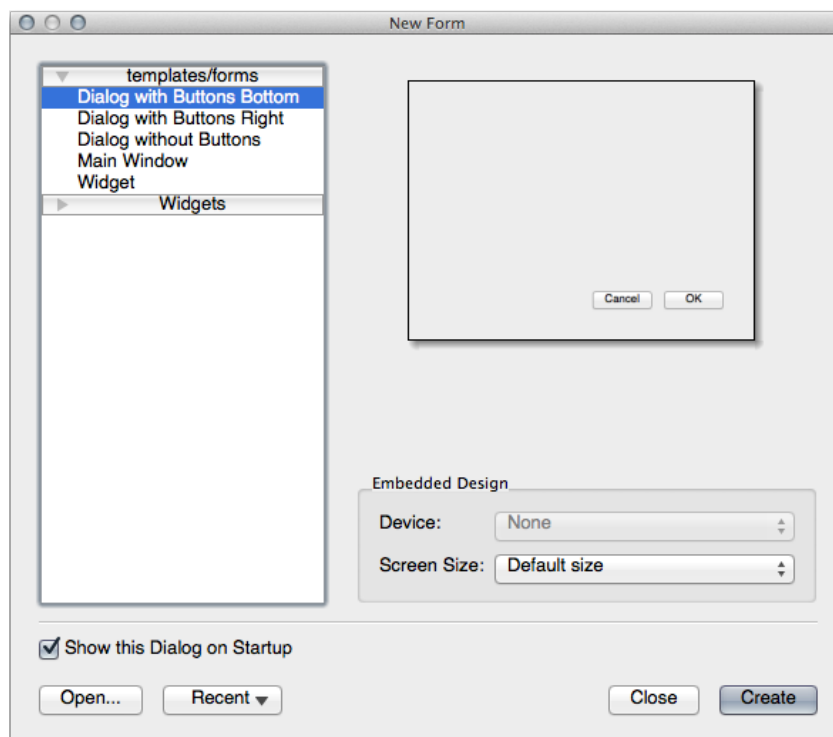 New Form
templates/forms
Dialog with Buttons Bottom
Dialog with Buttons Right
Dialog without Buttons
Main Window
Widget
Widgets
Cancel OK
Embedded Design
Device: None
Screen Size: Default size
Show this Dialog on Startup
Open... Recent Close Create